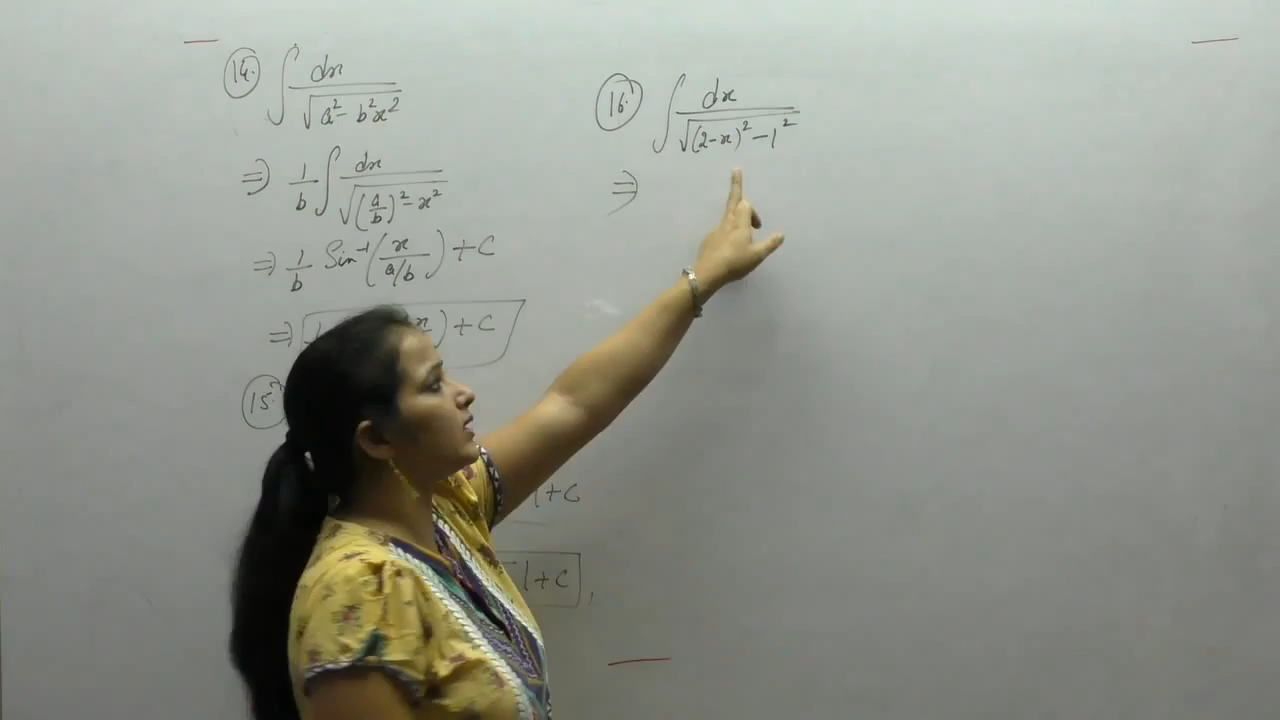 14. ∫ dx / √(a² - b²x²)
⇒ 1/b ∫ dx / √((a/b)² - x²)
⇒ 1/b Sin⁻¹(x / a/b) + C
⇒ x) + C
15.
| + C
| + C ,
16. ∫ dx / √((2-x)² - 1²)
⇒